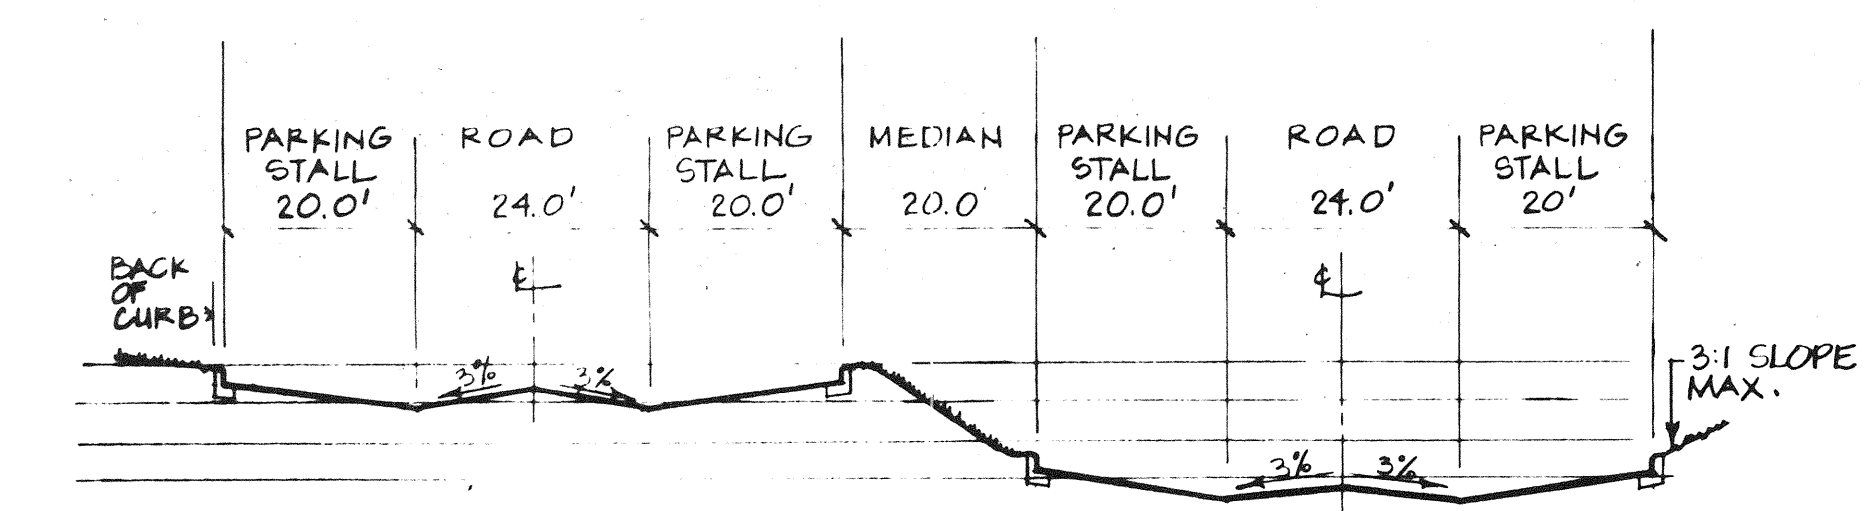 PARKING
STALL
20.0'
ROAD
24.0'
PARKING
STALL
20.0'
MEDIAN
20.0
PARKING
STALL
20.0'
ROAD
24.0'
PARKING
STALL
20'
BACK
OF
CURB
℄
℄
3%
3%
3:1 SLOPE
MAX.
3%
3%